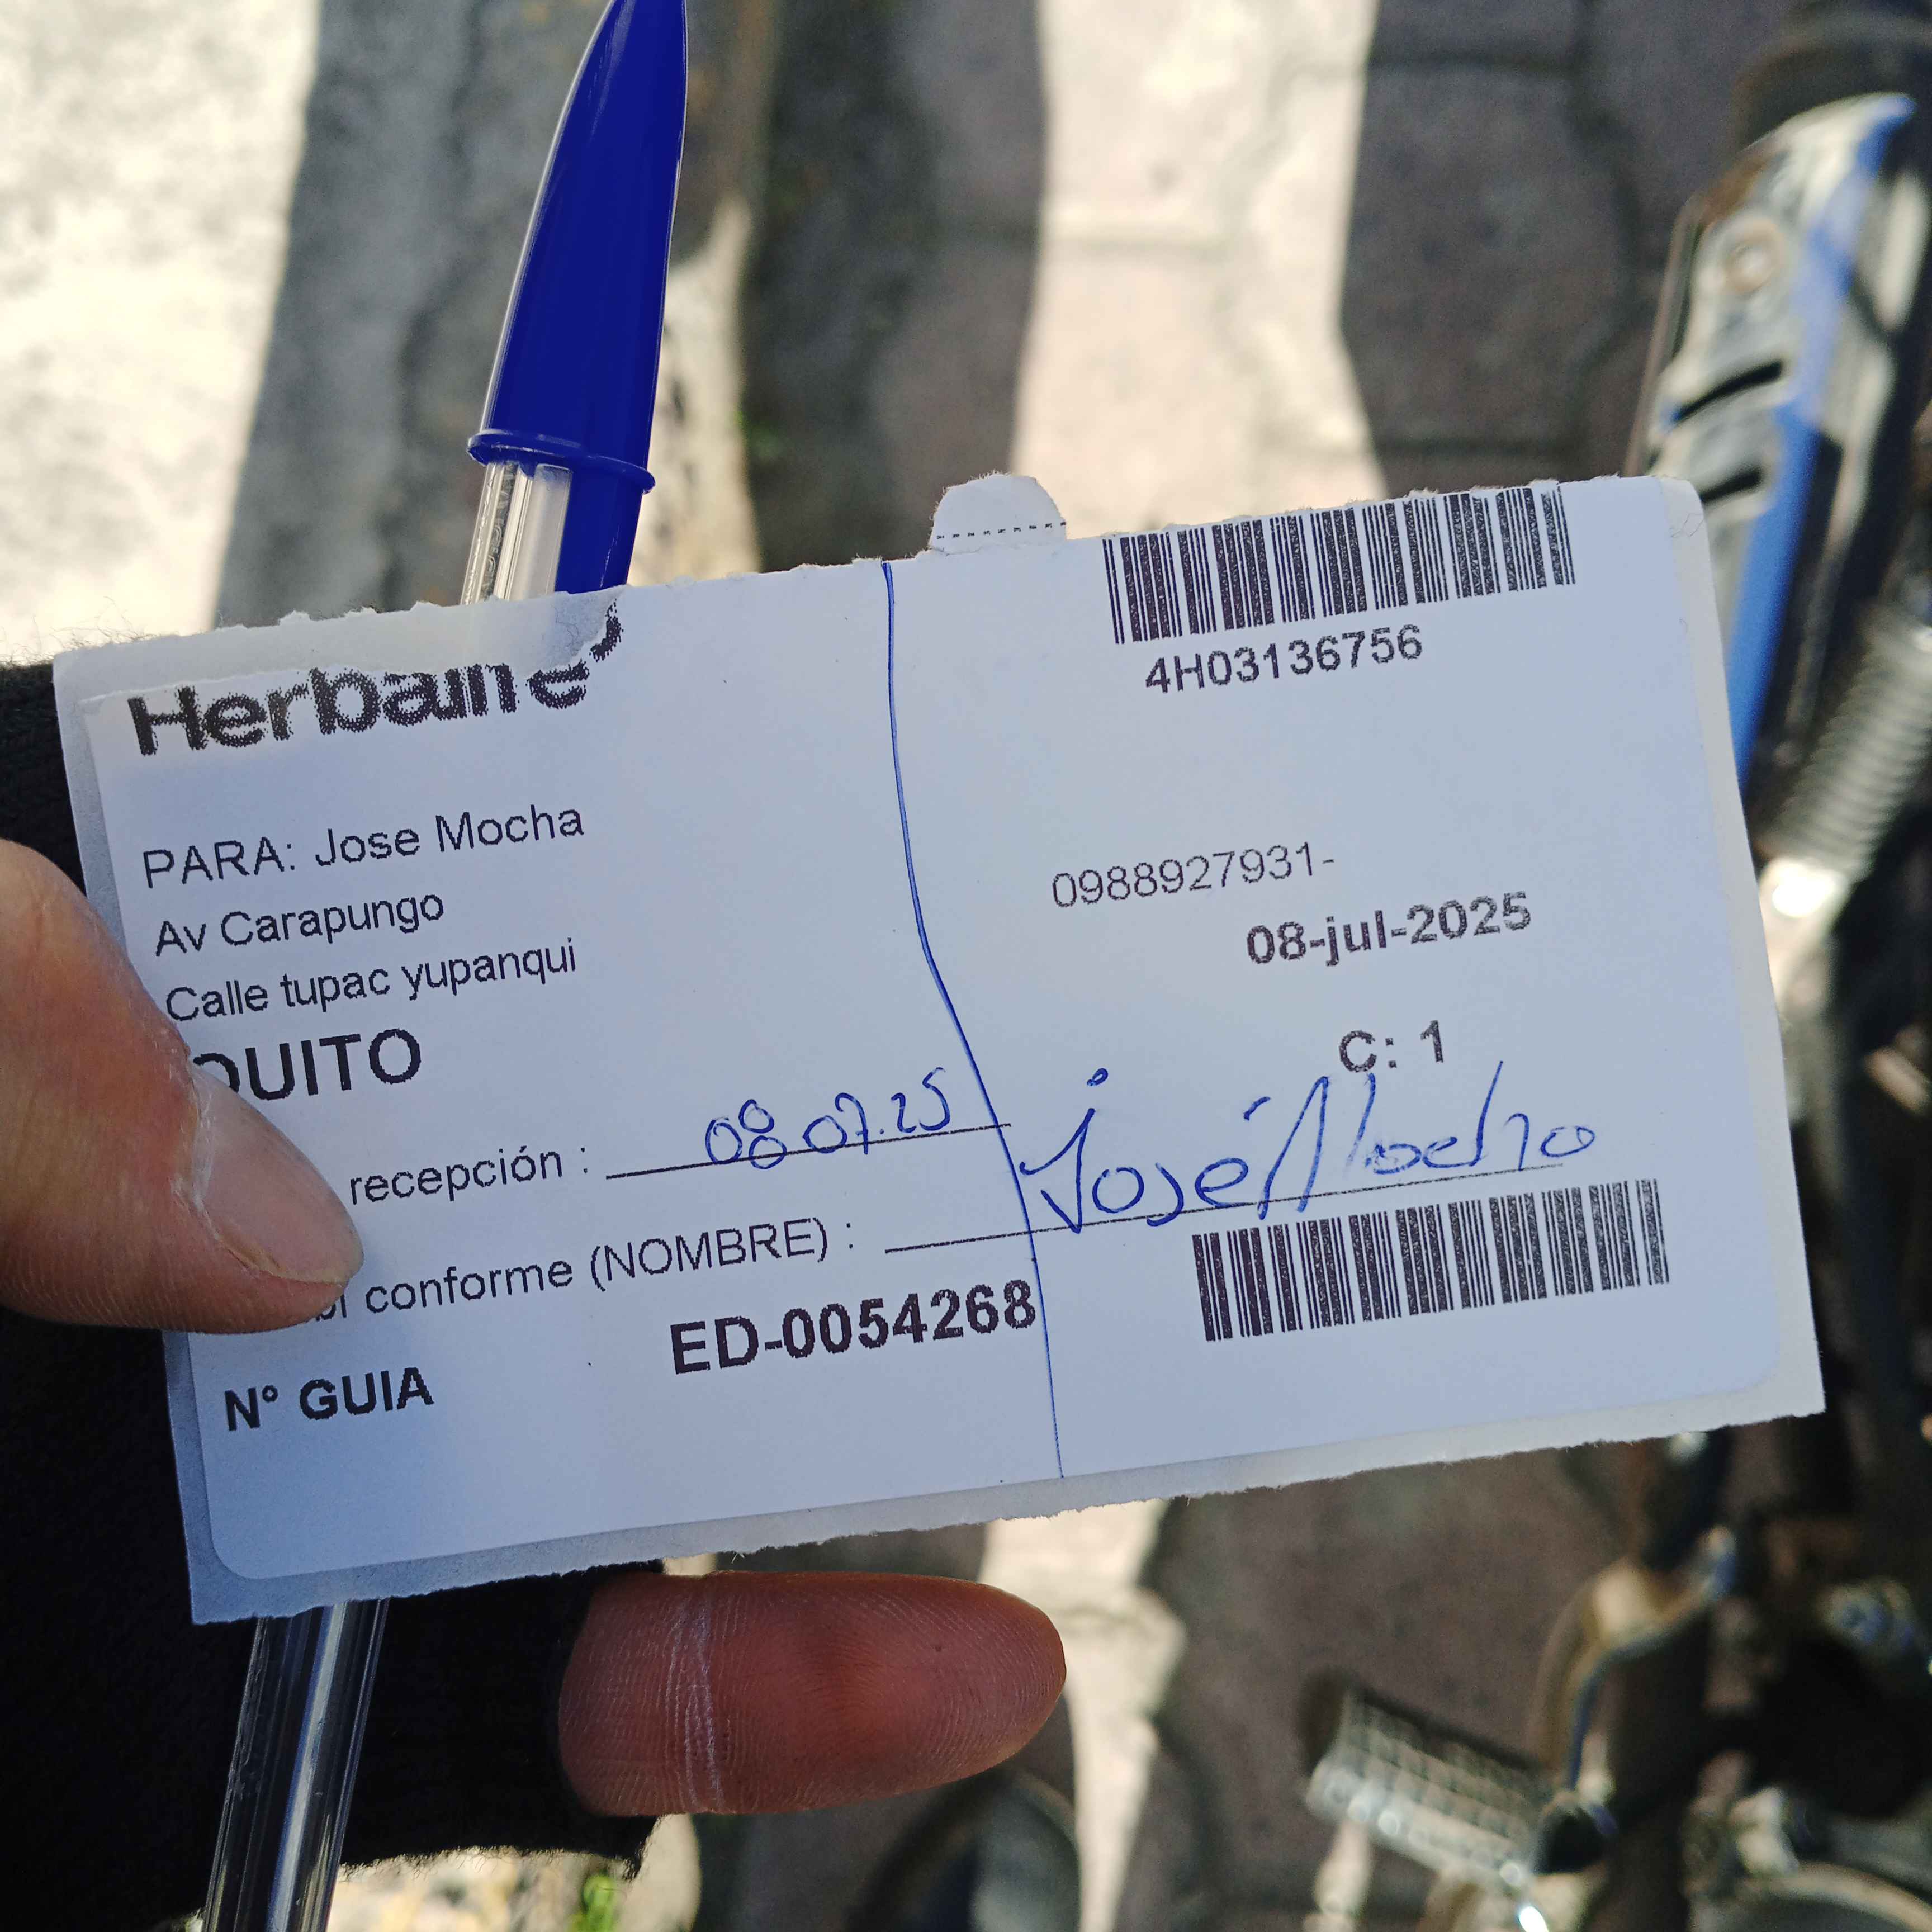 Herbalife
4H03136756
PARA: Jose Mocha
0988927931-
Av Carapungo
08-jul-2025
Calle tupac yupanqui
QUITO
C: 1
recepción : 08 07.25
conforme (NOMBRE) : José Mocha
N° GUIA ED-0054268